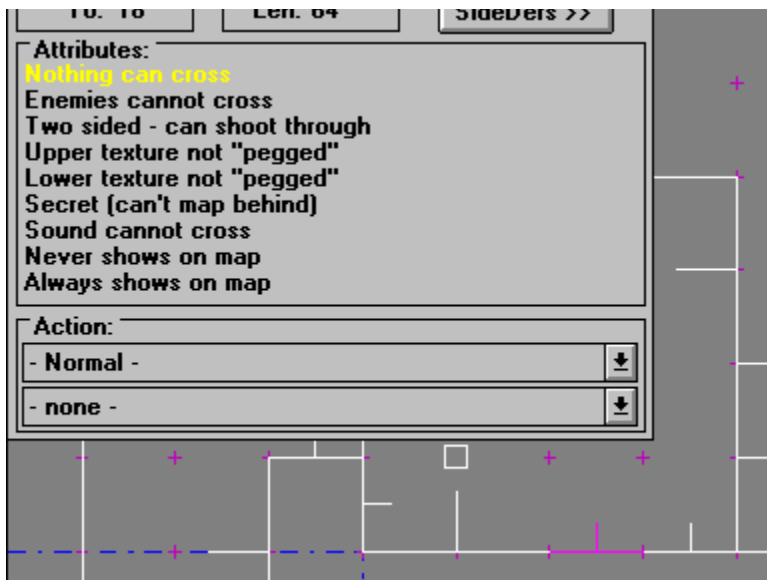 To: 18
Len: 64
SideDefs >>
Attributes:
Nothing can cross
Enemies cannot cross
Two sided - can shoot through
Upper texture not "pegged"
Lower texture not "pegged"
Secret (can't map behind)
Sound cannot cross
Never shows on map
Always shows on map
Action:
- Normal -
- none -